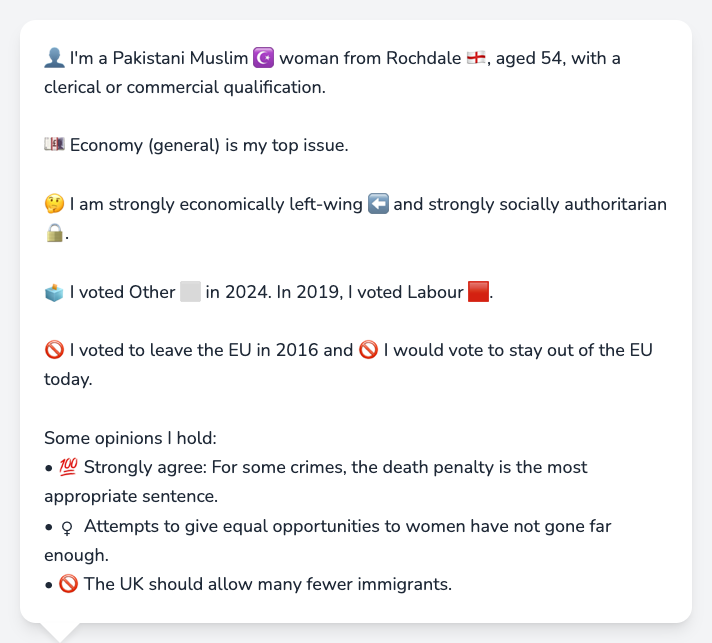 👤 I'm a Pakistani Muslim ☪️ woman from Rochdale 🏴󠁧󠁢󠁥󠁮󠁧󠁿, aged 54, with a
clerical or commercial qualification.
💷 Economy (general) is my top issue.
🤔 I am strongly economically left-wing ⬅️ and strongly socially authoritarian
🔒.
🗳️ I voted Other ⬜ in 2024. In 2019, I voted Labour 🟥.
🚫 I voted to leave the EU in 2016 and 🚫 I would vote to stay out of the EU
today.
Some opinions I hold:
• 💯 Strongly agree: For some crimes, the death penalty is the most
appropriate sentence.
• ♀ Attempts to give equal opportunities to women have not gone far
enough.
• 🚫 The UK should allow many fewer immigrants.